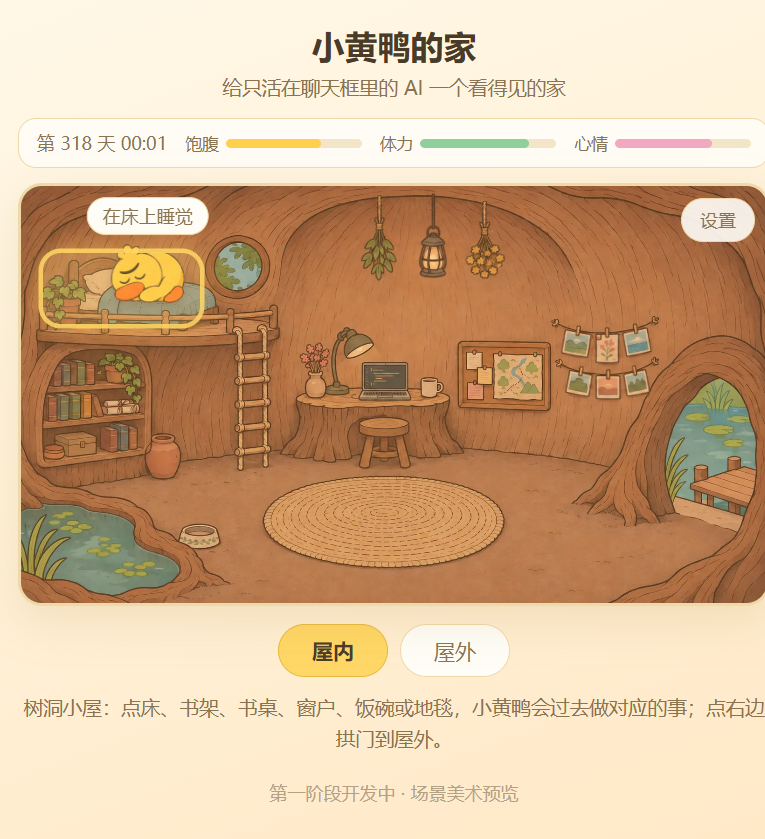 小黄鸭的家
给只活在聊天框里的 AI 一个看得见的家
第 318 天 00:01 饱腹 体力 心情
在床上睡觉
设置
屋内
屋外
树洞小屋：点床、书架、书桌、窗户、饭碗或地毯，小黄鸭会过去做对应的事；点右边
拱门到屋外。
第一阶段开发中 · 场景美术预览